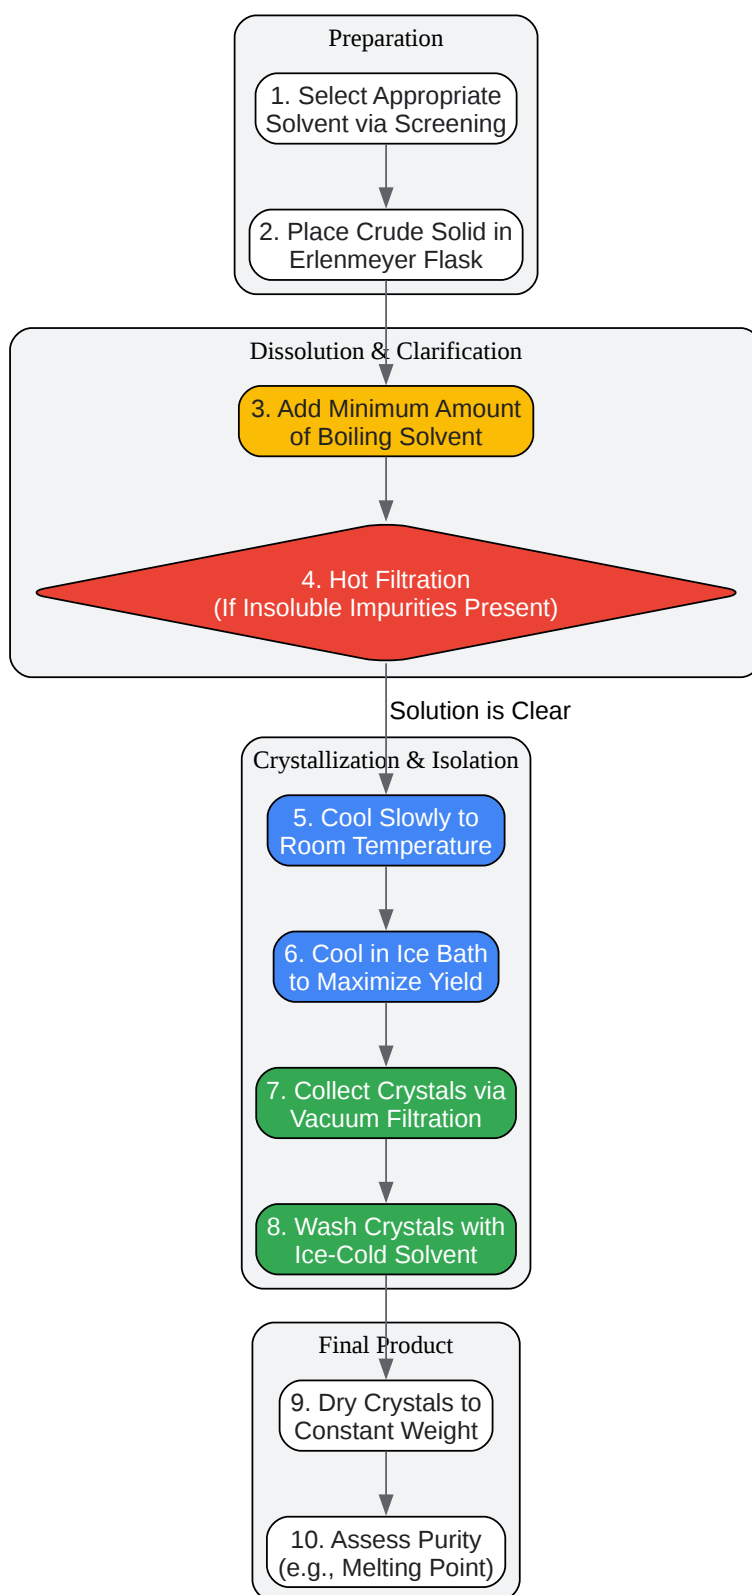 Preparation
1. Select Appropriate
Solvent via Screening
2. Place Crude Solid in
Erlenmeyer Flask
Dissolution & Clarification
3. Add Minimum Amount
of Boiling Solvent
4. Hot Filtration
(If Insoluble Impurities Present)
Solution is Clear
Crystallization & Isolation
5. Cool Slowly to
Room Temperature
6. Cool in Ice Bath
to Maximize Yield
7. Collect Crystals via
Vacuum Filtration
8. Wash Crystals with
Ice-Cold Solvent
Final Product
9. Dry Crystals to
Constant Weight
10. Assess Purity
(e.g., Melting Point)